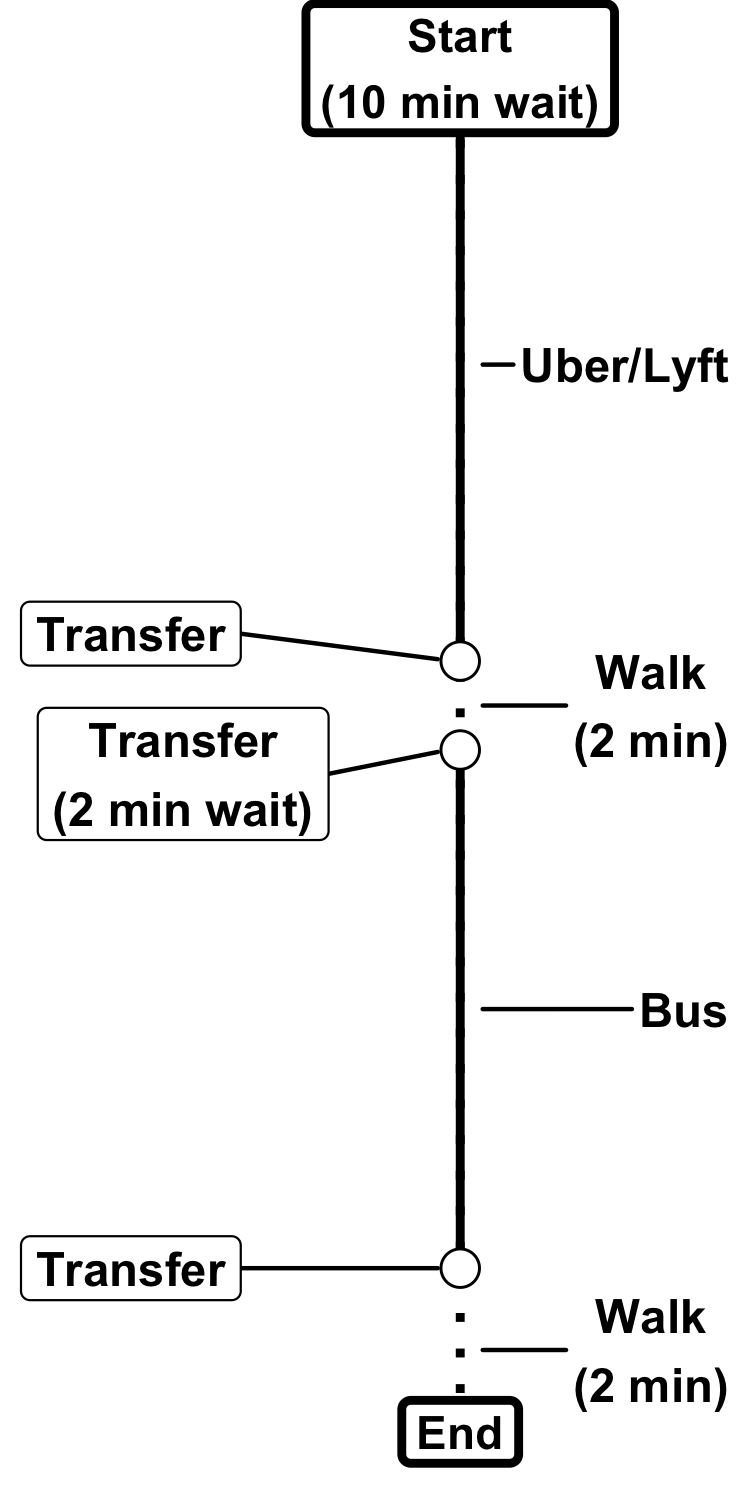 Start
(10 min wait)
Uber/Lyft
Transfer
Walk
(2 min)
Transfer
(2 min wait)
Bus
Transfer
Walk
(2 min)
End